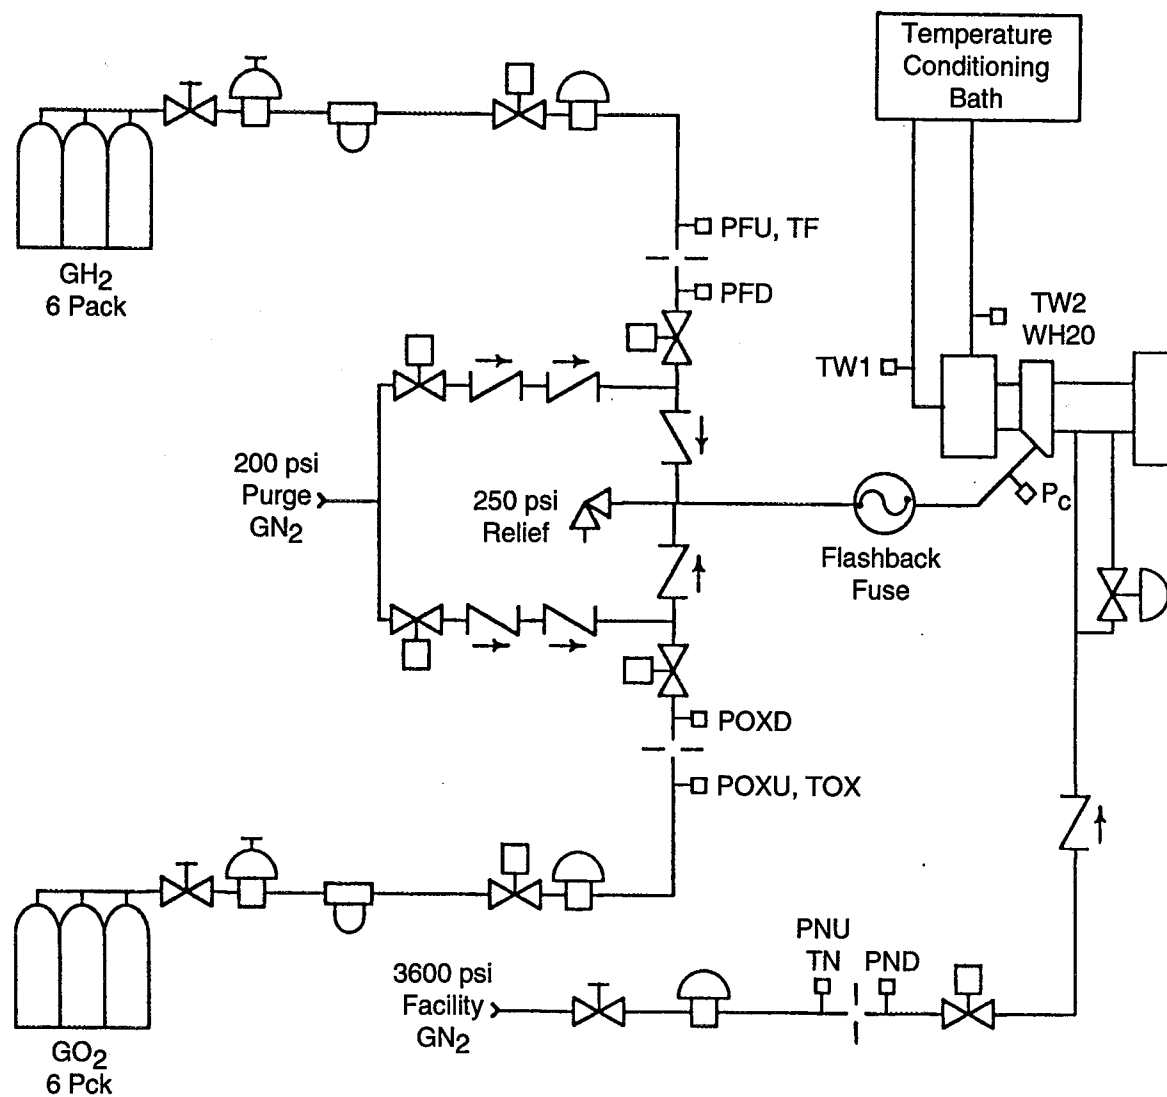 Temperature
Conditioning
Bath
GH2
6 Pack
PFU, TF
PFD
TW2
WH20
TW1
200 psi
Purge
GN2
250 psi
Relief
Flashback
Fuse
Pc
POXD
POXU, TOX
GO2
6 Pck
3600 psi
Facility
GN2
PNU
TN
PND